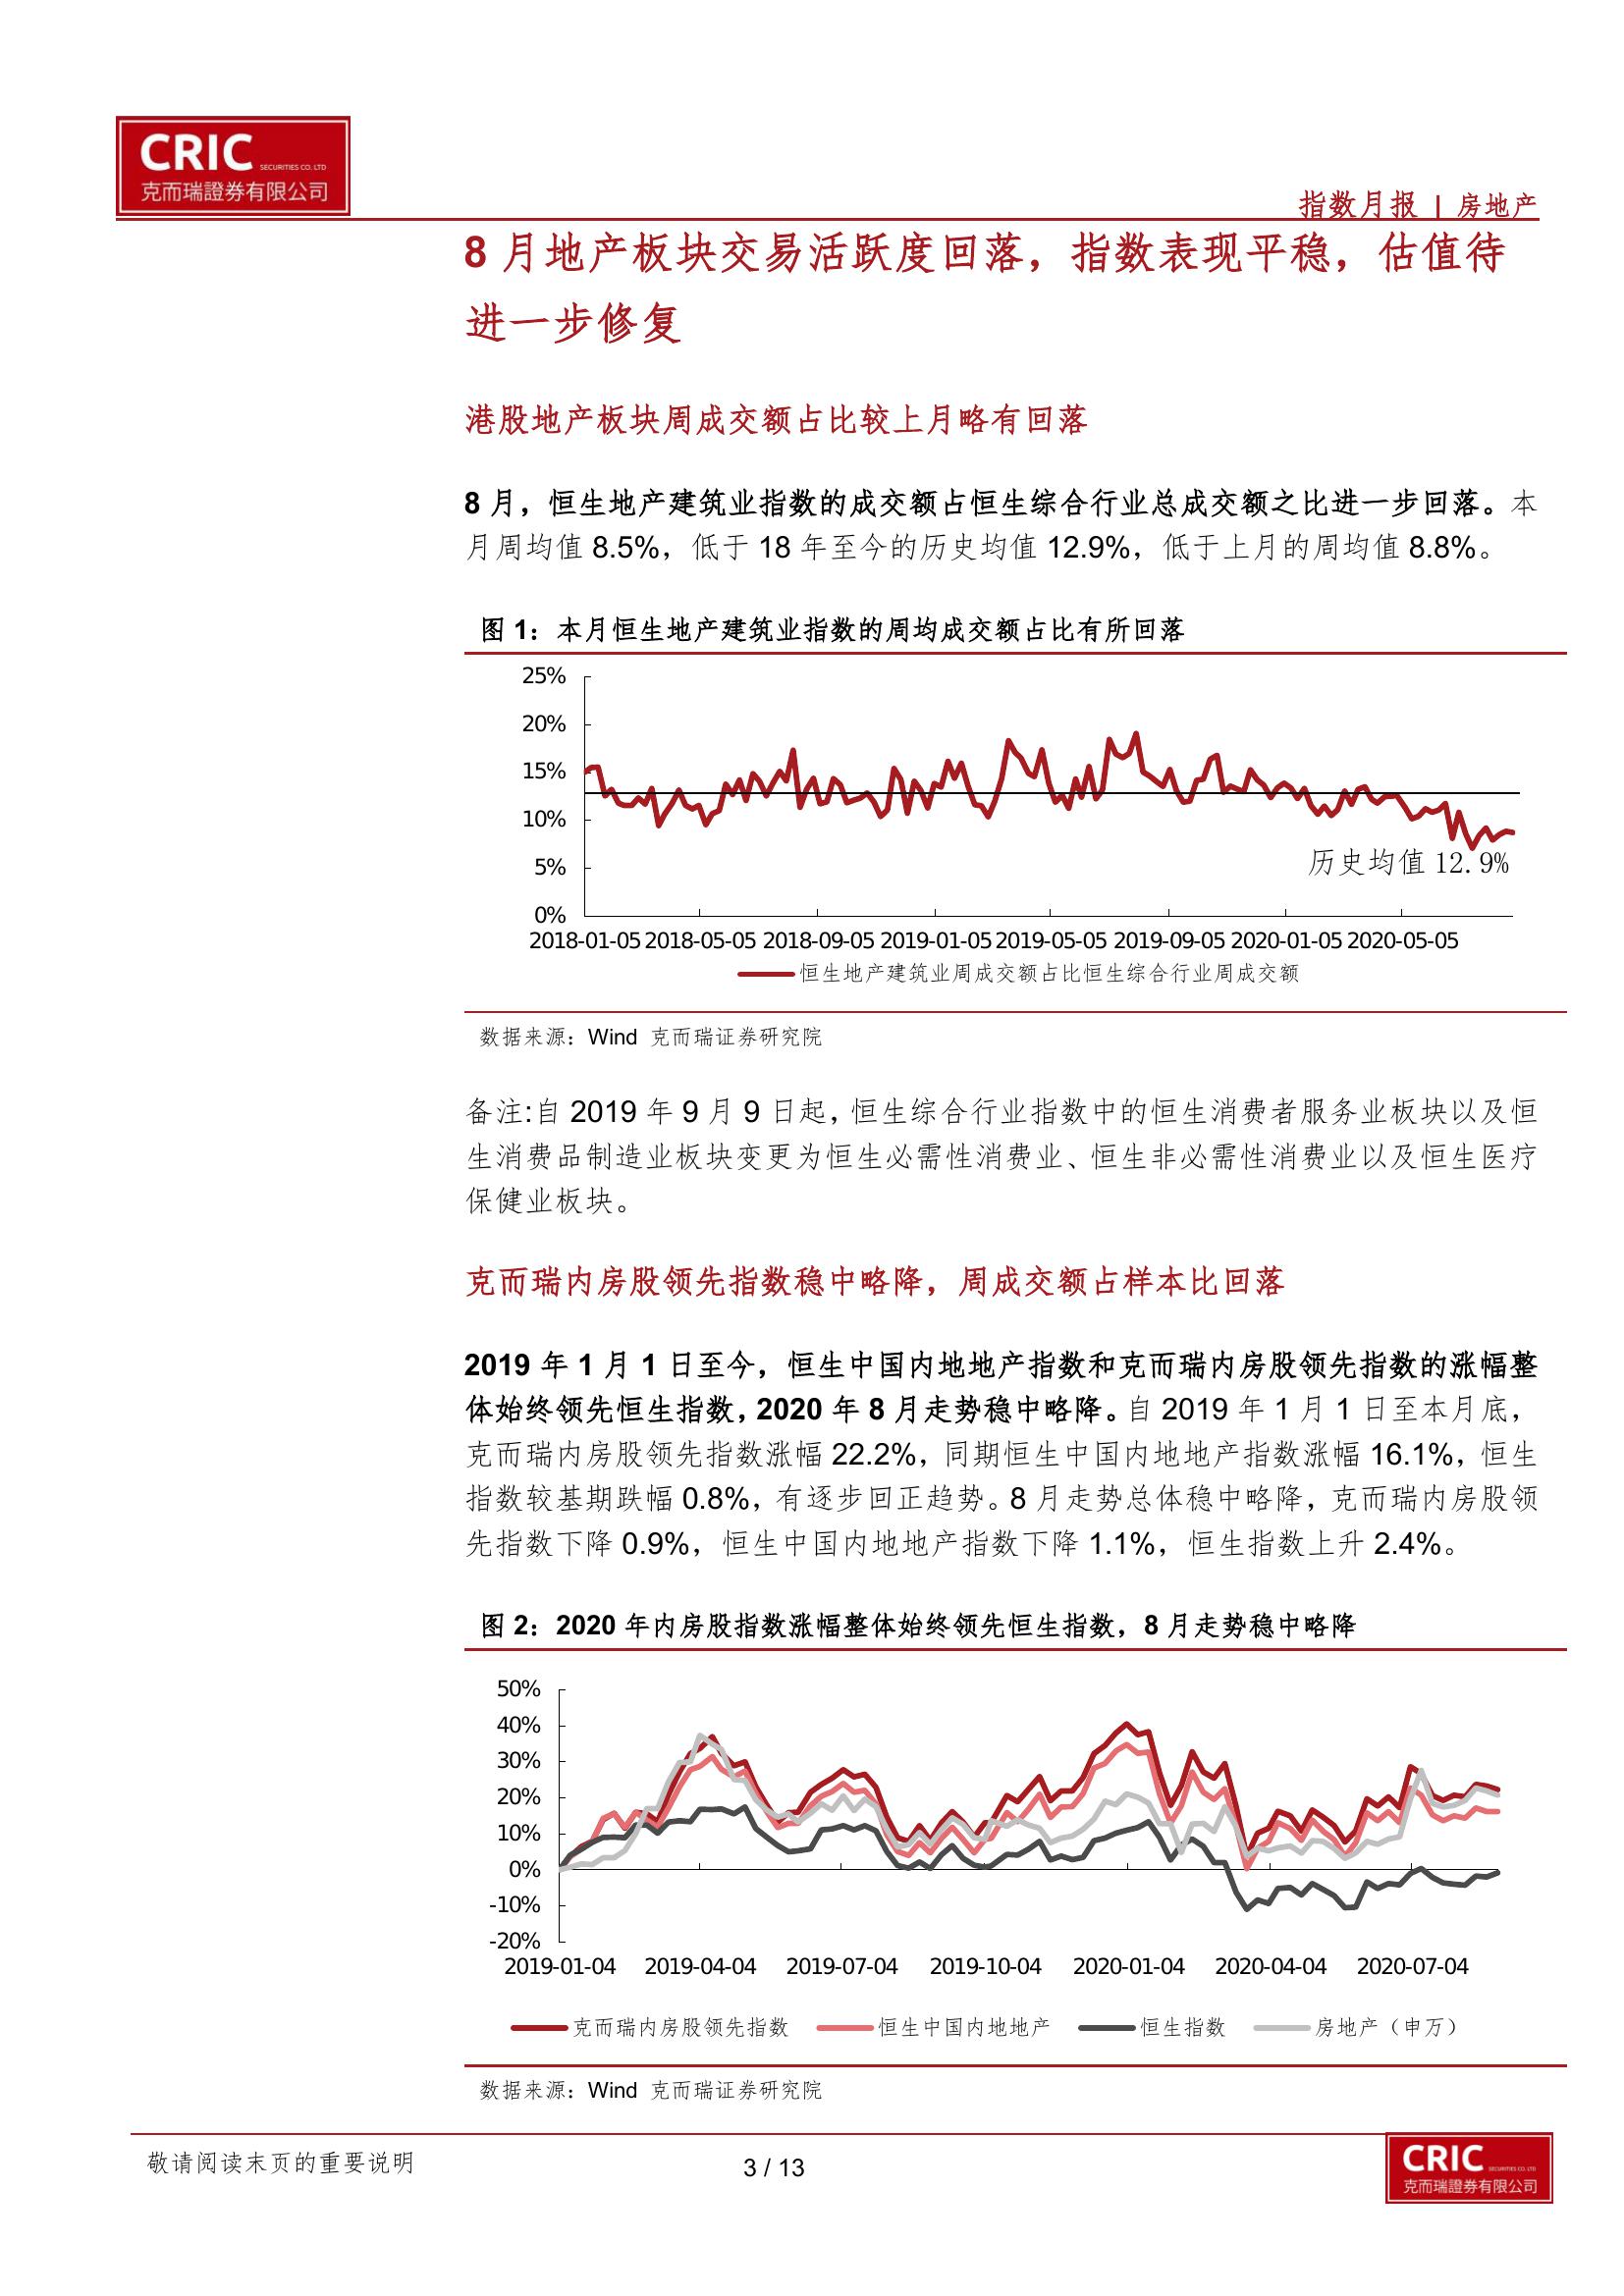 CRIC
SECURITIES CO. LTD
克而瑞證券有限公司
指数月报 | 房地产
8 月地产板块交易活跃度回落，指数表现平稳，估值待
进一步修复
港股地产板块周成交额占比较上月略有回落
8 月，恒生地产建筑业指数的成交额占恒生综合行业总成交额之比进一步回落。本
月周均值 8.5%，低于 18 年至今的历史均值 12.9%，低于上月的周均值 8.8%。
图 1：本月恒生地产建筑业指数的周均成交额占比有所回落
25%
20%
15%
10%
5%
0%
历史均值 12.9%
2018-01-05 2018-05-05 2018-09-05 2019-01-05 2019-05-05 2019-09-05 2020-01-05 2020-05-05
恒生地产建筑业周成交额占比恒生综合行业周成交额
数据来源：Wind 克而瑞证券研究院
备注:自 2019 年 9 月 9 日起，恒生综合行业指数中的恒生消费者服务业板块以及恒
生消费品制造业板块变更为恒生必需性消费业、恒生非必需性消费业以及恒生医疗
保健业板块。
克而瑞内房股领先指数稳中略降，周成交额占样本比回落
2019 年 1 月 1 日至今，恒生中国内地地产指数和克而瑞内房股领先指数的涨幅整
体始终领先恒生指数，2020 年 8 月走势稳中略降。自 2019 年 1 月 1 日至本月底，
克而瑞内房股领先指数涨幅 22.2%，同期恒生中国内地地产指数涨幅 16.1%，恒生
指数较基期跌幅 0.8%，有逐步回正趋势。8 月走势总体稳中略降，克而瑞内房股领
先指数下降 0.9%，恒生中国内地地产指数下降 1.1%，恒生指数上升 2.4%。
图 2：2020 年内房股指数涨幅整体始终领先恒生指数，8 月走势稳中略降
50%
40%
30%
20%
10%
0%
-10%
-20%
2019-01-04 2019-04-04 2019-07-04 2019-10-04 2020-01-04 2020-04-04 2020-07-04
克而瑞内房股领先指数 恒生中国内地地产 恒生指数 房地产（申万）
数据来源：Wind 克而瑞证券研究院
敬请阅读末页的重要说明
3 / 13
CRIC
SECURITIES CO. LTD
克而瑞證券有限公司